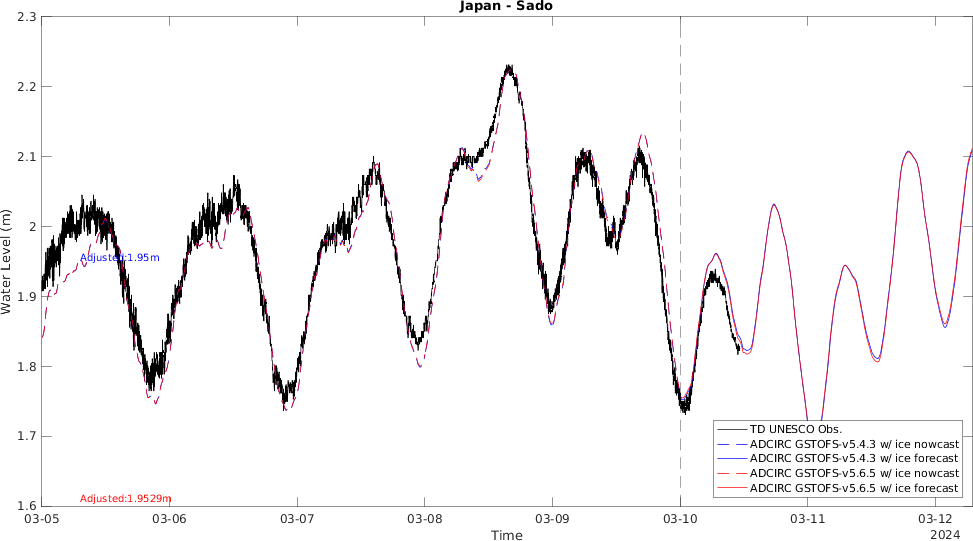 Japan - Sado
2.3
2.2
2.1
2
1.9
1.8
1.7
1.6
Water Level (m)
Adjusted:1.95m
Adjusted:1.9529m
TD UNESCO Obs.
ADCIRC GSTOFS-v5.4.3 w/ ice nowcast
ADCIRC GSTOFS-v5.4.3 w/ ice forecast
ADCIRC GSTOFS-v5.6.5 w/ ice nowcast
ADCIRC GSTOFS-v5.6.5 w/ ice forecast
03-05 03-06 03-07 03-08 03-09 03-10 03-11 03-12
Time
2024